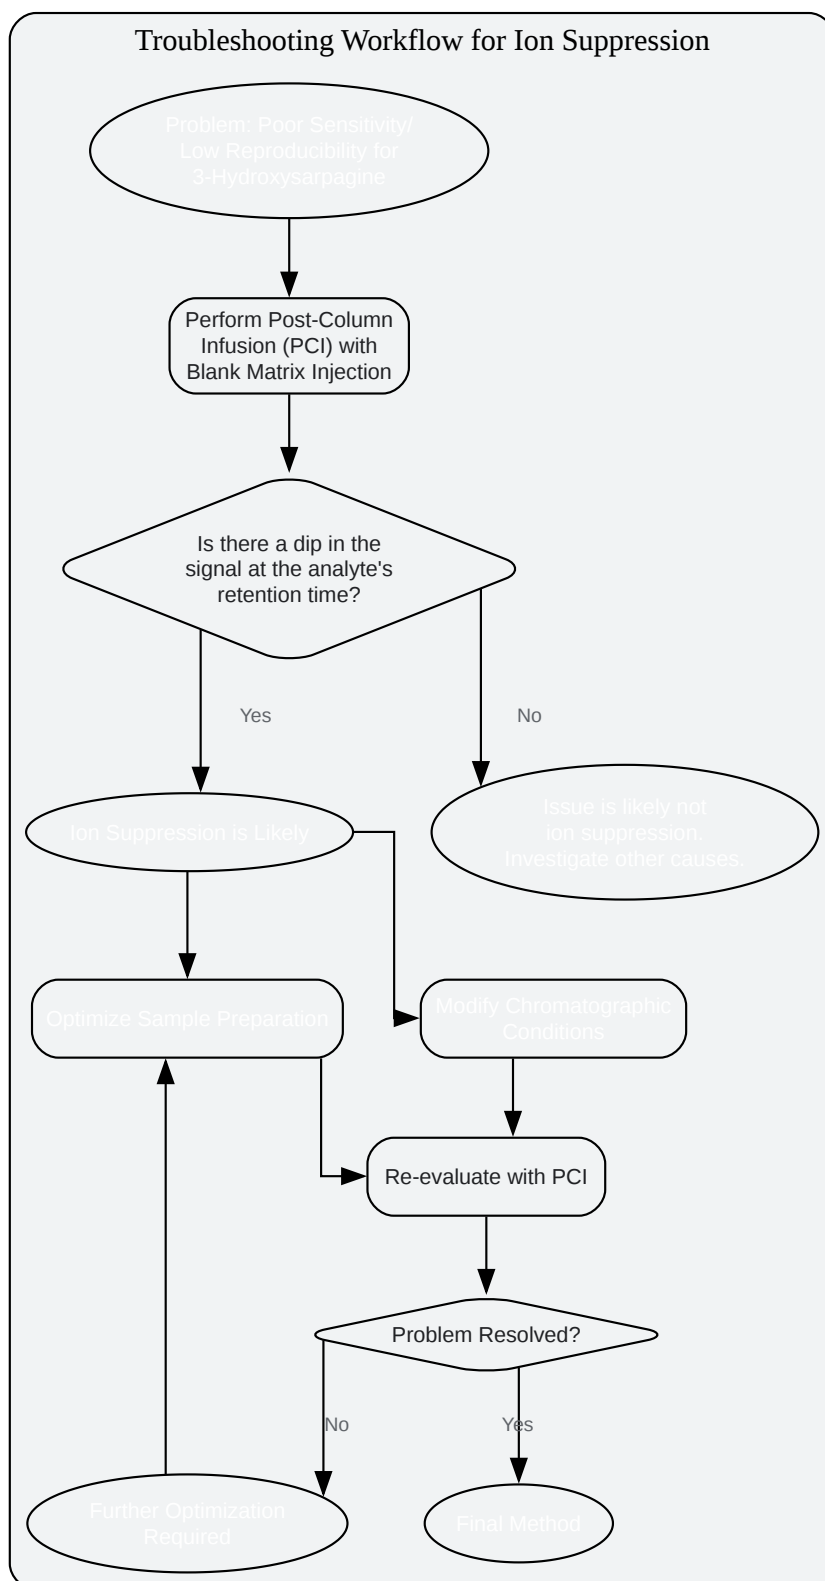 Troubleshooting Workflow for Ion Suppression
Problem: Poor Sensitivity/
Low Reproducibility for
3-Hydroxysarpagine
Perform Post-Column
Infusion (PCI) with
Blank Matrix Injection
Is there a dip in the
signal at the analyte's
retention time?
Yes
No
Ion Suppression is Likely
Issue is likely not
ion suppression.
Investigate other causes.
Optimize Sample Preparation
Modify Chromatographic
Conditions
Re-evaluate with PCI
Problem Resolved?
No
Yes
Further Optimization
Required
Final Method